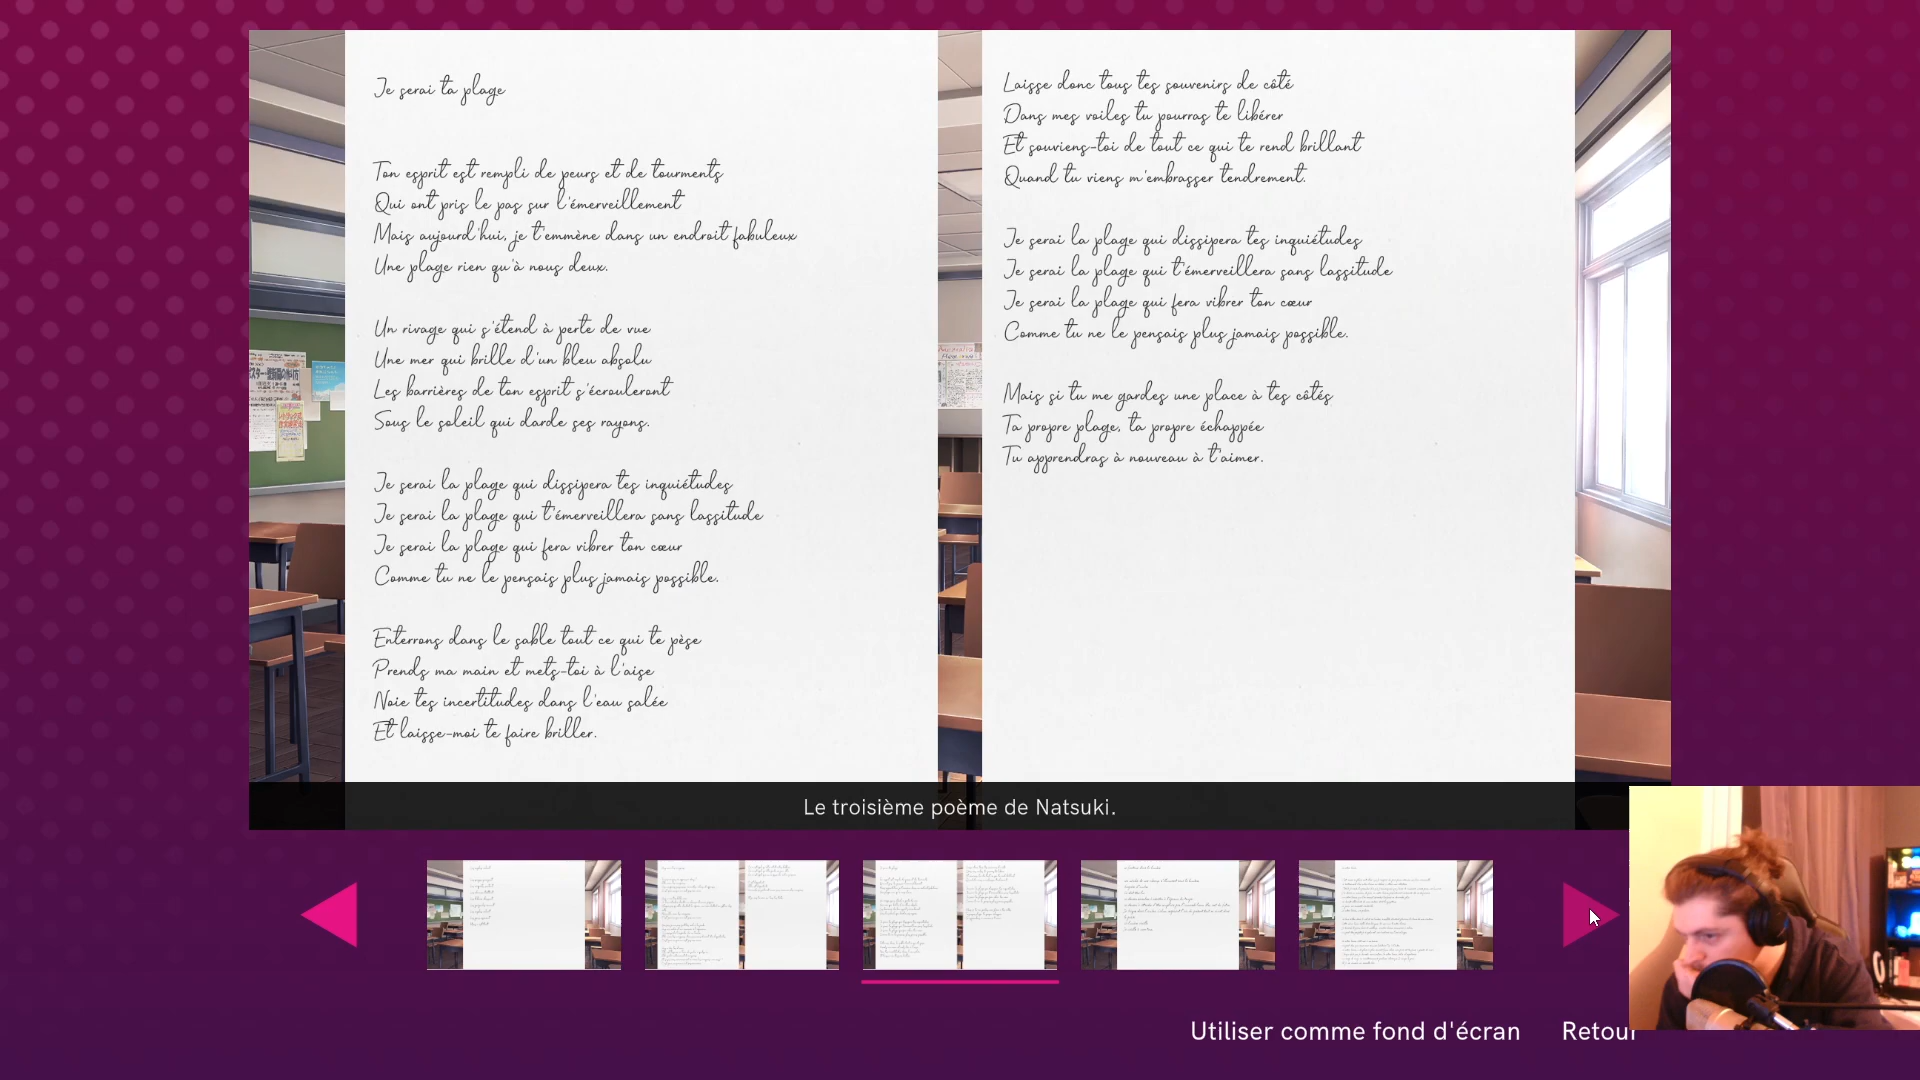 Je serai ta plage
Ton esprit est rempli de peurs et de tourments
Qui ont pris le pas sur l'émerveillement
Mais aujourd'hui, je t'emmène dans un endroit fabuleux
Une plage rien qu'à nous deux.
Un rivage qui s'étend à perte de vue
Une mer qui brille d'un bleu absolu
Les barrières de ton esprit s'écrouleront
Sous le soleil qui darde ses rayons.
Je serai la plage qui dissipera tes inquiétudes
Je serai la plage qui t'émerveillera sans lassitude
Je serai la plage qui fera vibrer ton cœur
Comme tu ne le pensais plus jamais possible.
Enterrons dans le sable tout ce qui te pèse
Prends ma main et mets-toi à l'aise
Noie tes incertitudes dans l'eau salée
Et laisse-moi te faire briller.
Laisse donc tous tes souvenirs de côté
Dans mes voiles tu pourras te libérer
Et souviens-toi de tout ce qui te rend brillant
Quand tu viens m'embrasser tendrement.
Je serai la plage qui dissipera tes inquiétudes
Je serai la plage qui t'émerveillera sans lassitude
Je serai la plage qui fera vibrer ton cœur
Comme tu ne le pensais plus jamais possible.
Mais si tu me gardes une place à tes côtés
Ta propre plage, ta propre échappée
Tu apprendras à nouveau à t'aimer.
Le troisième poème de Natsuki.
Utiliser comme fond d'écran
Retour